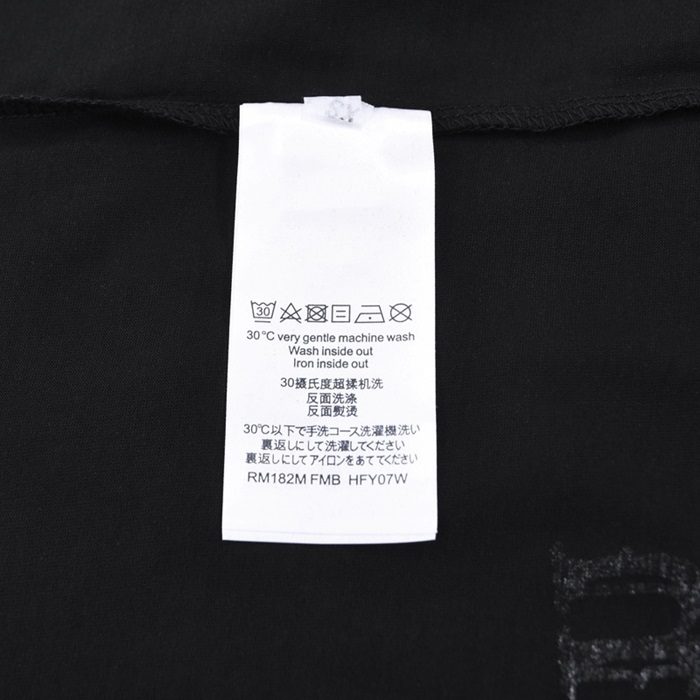 30
30°C very gentle machine wash
Wash inside out
Iron inside out
30摄氏度超揉机洗
反面洗涤
反面熨烫
30℃以下で手洗コース洗濯機洗い
裏返しにして洗濯してください
裏返しにしてアイロンをあててください
RM182M FMB HFY07W